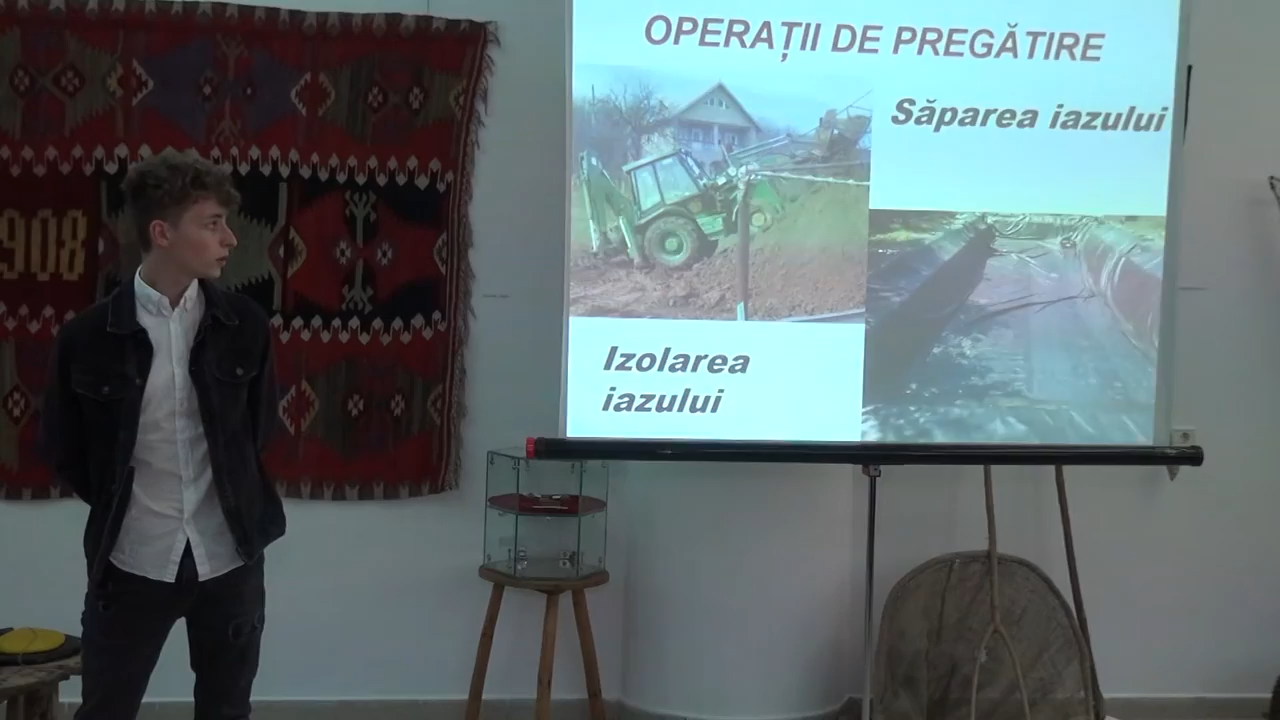 OPERAȚII DE PREGĂTIRE
Săparea iazului
908
Izolarea
iazului